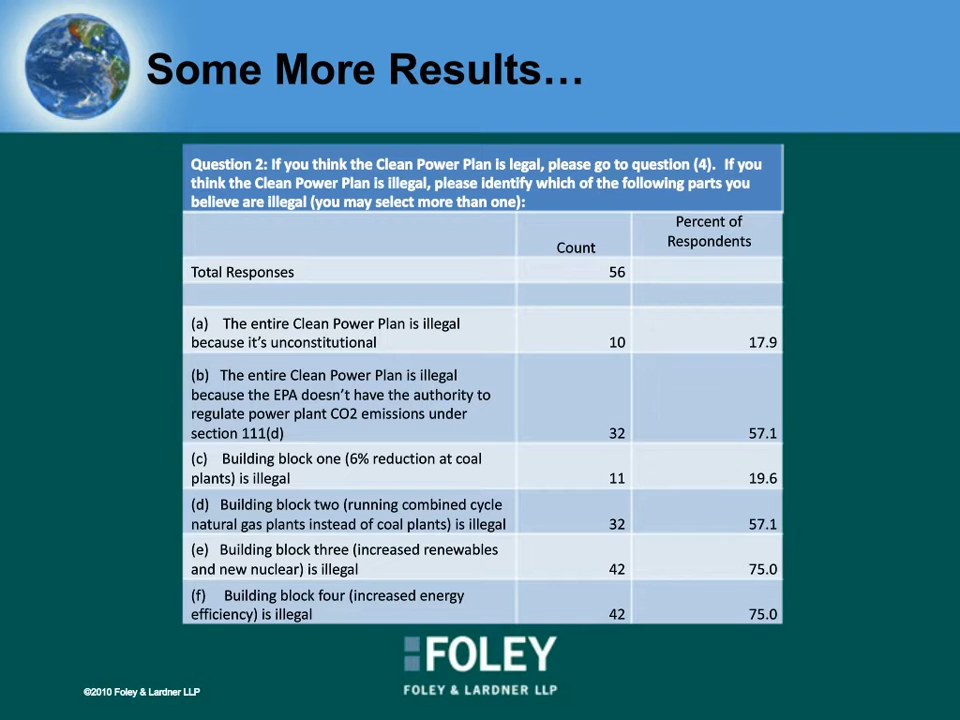 Some More Results…
Question 2: If you think the Clean Power Plan is legal, please go to question (4). If you
think the Clean Power Plan is illegal, please identify which of the following parts you
believe are illegal (you may select more than one):
Count
Percent of
Respondents
Total Responses 56
(a) The entire Clean Power Plan is illegal
because it’s unconstitutional 10 17.9
(b) The entire Clean Power Plan is illegal
because the EPA doesn’t have the authority to
regulate power plant CO2 emissions under
section 111(d) 32 57.1
(c) Building block one (6% reduction at coal
plants) is illegal 11 19.6
(d) Building block two (running combined cycle
natural gas plants instead of coal plants) is illegal 32 57.1
(e) Building block three (increased renewables
and new nuclear) is illegal 42 75.0
(f) Building block four (increased energy
efficiency) is illegal 42 75.0
FOLEY
FOLEY & LARDNER LLP
©2010 Foley & Lardner LLP